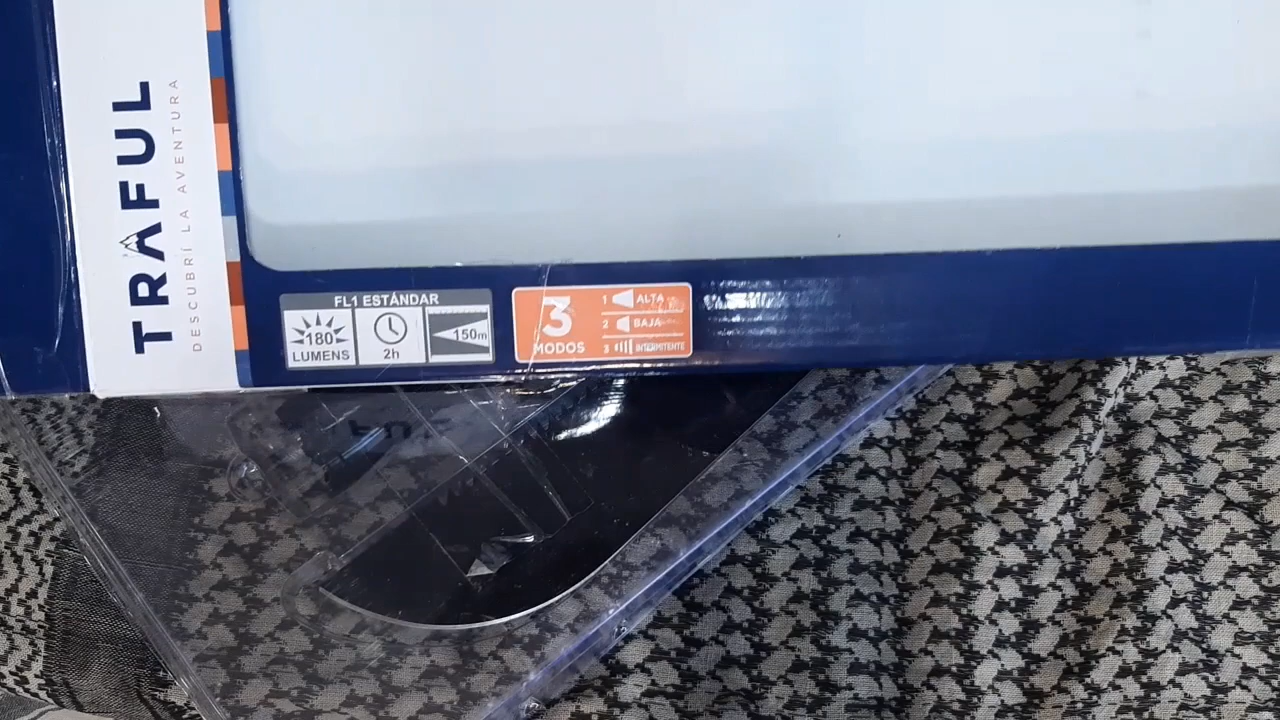 TRAFUL
DESCUBRÍ LA AVENTURA
FL1 ESTÁNDAR
180
LUMENS
2h
150m
3
MODOS
1 ALTA
2 BAJA
3 INTERMITENTE